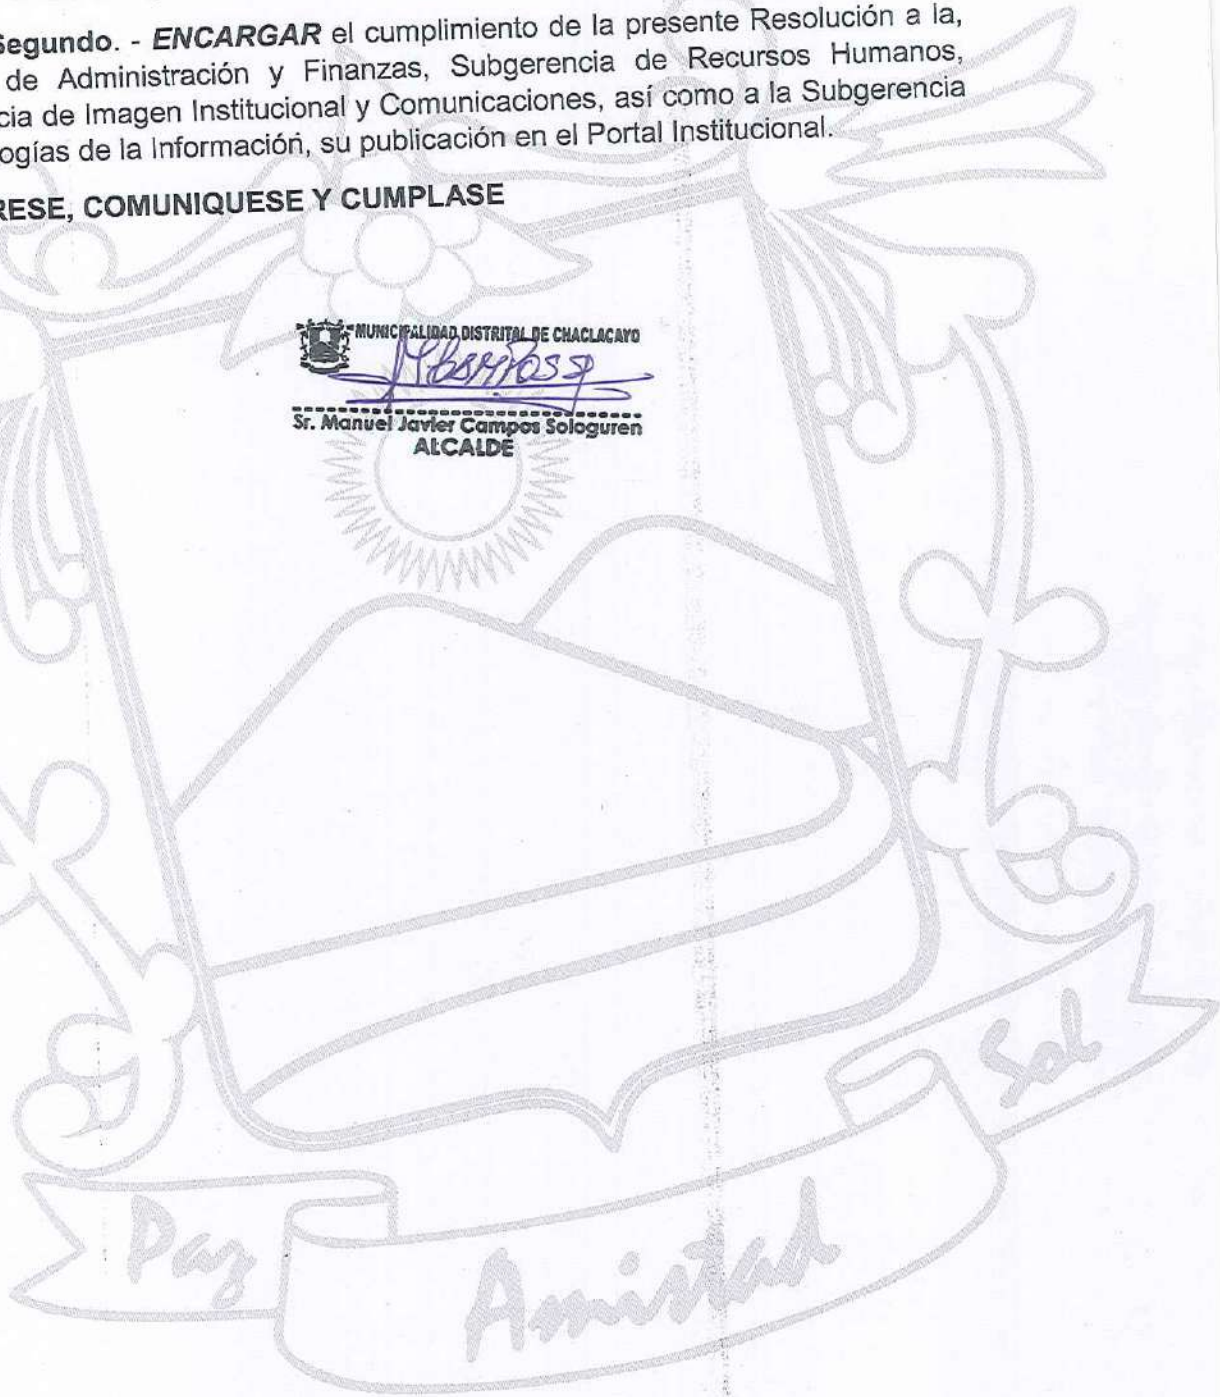 Segundo. - ENCARGAR el cumplimiento de la presente Resolución a la,
de Administración y Finanzas, Subgerencia de Recursos Humanos,
cia de Imagen Institucional y Comunicaciones, así como a la Subgerencia
ogías de la Información, su publicación en el Portal Institucional.
RESE, COMUNIQUESE Y CUMPLASE
MUNICIPALIDAD DISTRITAL DE CHACLACAYO
Sr. Manuel Javier Campos Sologuren
ALCALDE
Sol
Paz
Amistad